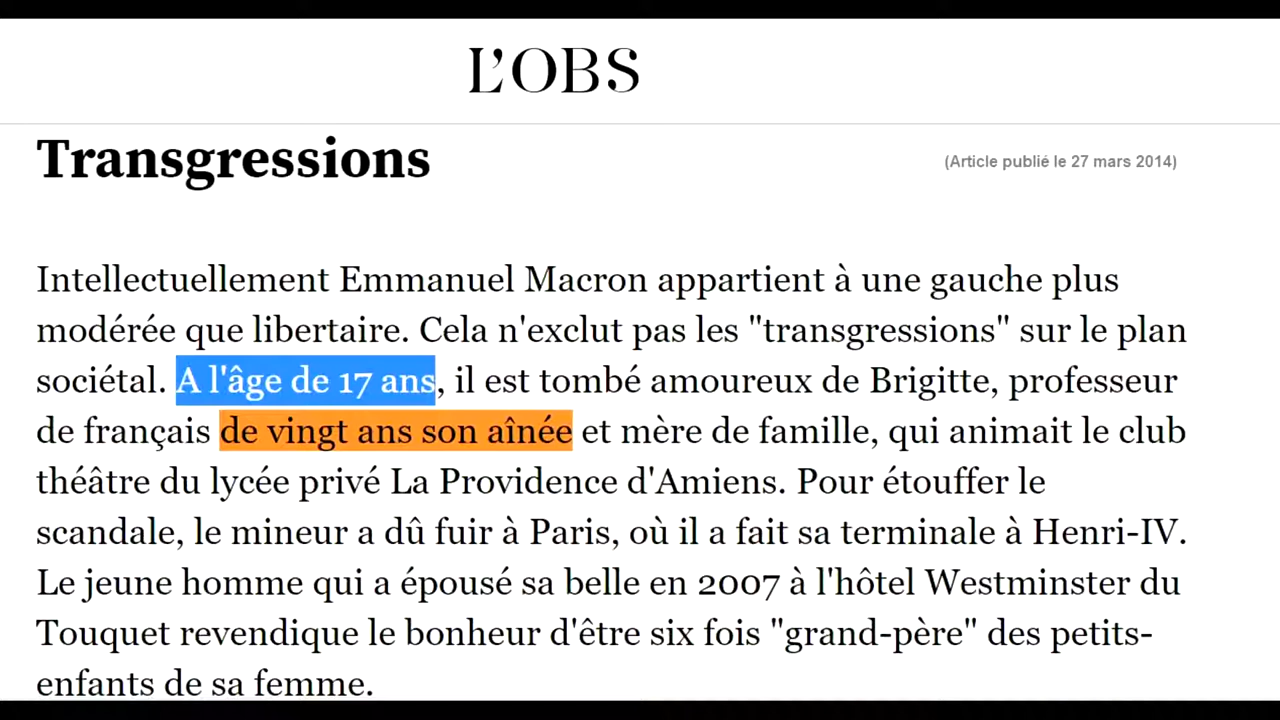 L'OBS
Transgressions
(Article publié le 27 mars 2014)
Intellectuellement Emmanuel Macron appartient à une gauche plus
modérée que libertaire. Cela n'exclut pas les "transgressions" sur le plan
sociétal. A l'âge de 17 ans, il est tombé amoureux de Brigitte, professeur
de français de vingt ans son aînée et mère de famille, qui animait le club
théâtre du lycée privé La Providence d'Amiens. Pour étouffer le
scandale, le mineur a dû fuir à Paris, où il a fait sa terminale à Henri-IV.
Le jeune homme qui a épousé sa belle en 2007 à l'hôtel Westminster du
Touquet revendique le bonheur d'être six fois "grand-père" des petits-
enfants de sa femme.